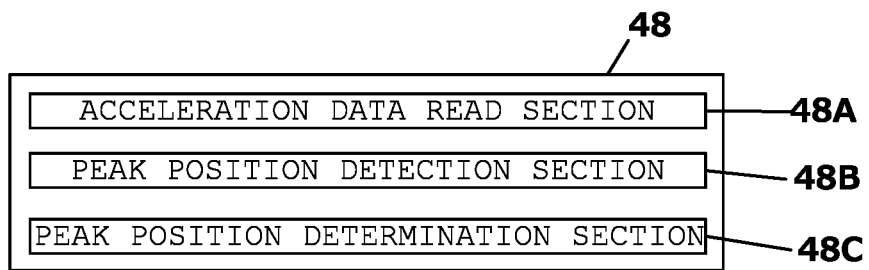 48
ACCELERATION DATA READ SECTION 48A
PEAK POSITION DETECTION SECTION 48B
PEAK POSITION DETERMINATION SECTION 48C